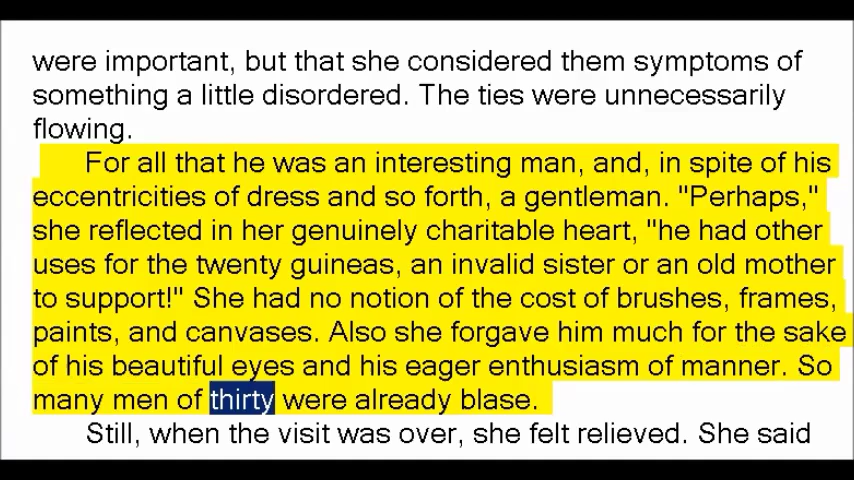 were important, but that she considered them symptoms of
something a little disordered. The ties were unnecessarily
flowing.
For all that he was an interesting man, and, in spite of his
eccentricities of dress and so forth, a gentleman. "Perhaps,"
she reflected in her genuinely charitable heart, "he had other
uses for the twenty guineas, an invalid sister or an old mother
to support!" She had no notion of the cost of brushes, frames,
paints, and canvases. Also she forgave him much for the sake
of his beautiful eyes and his eager enthusiasm of manner. So
many men of thirty were already blase.
Still, when the visit was over, she felt relieved. She said